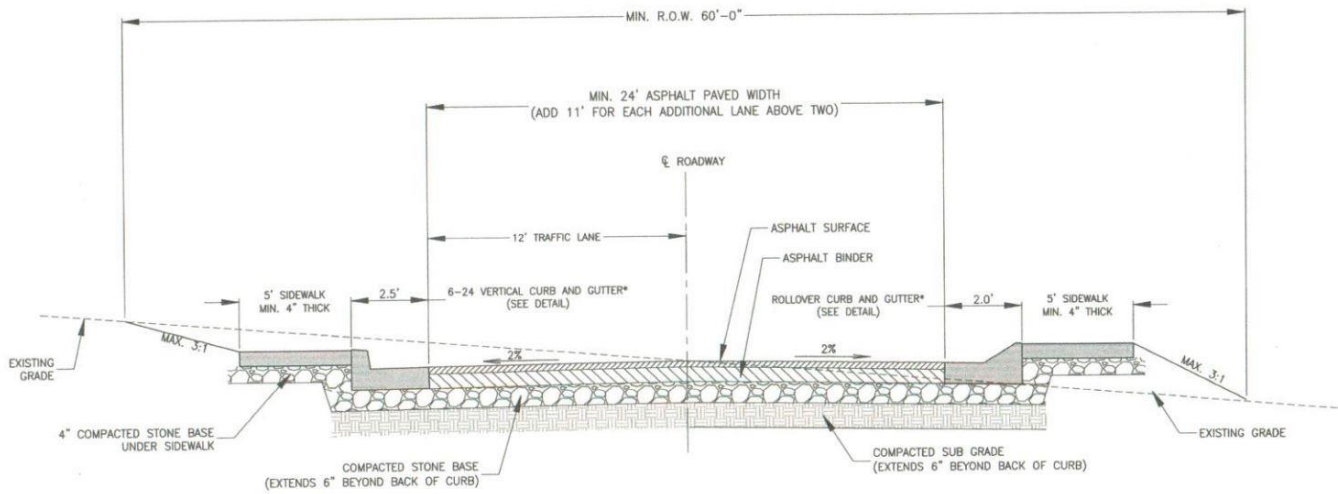 MIN. R.O.W. 60'-0"
MIN. 24' ASPHALT PAVED WIDTH
(ADD 11' FOR EACH ADDITIONAL LANE ABOVE TWO)
℄ ROADWAY
ASPHALT SURFACE
12' TRAFFIC LANE
ASPHALT BINDER
5' SIDEWALK
MIN. 4" THICK
2.5'
6-24 VERTICAL CURB AND GUTTER*
(SEE DETAIL)
ROLLOVER CURB AND GUTTER*
(SEE DETAIL)
2.0'
5' SIDEWALK
MIN. 4" THICK
EXISTING
GRADE
MAX. 3:1
2%
2%
MAX. 3:1
4" COMPACTED STONE BASE
UNDER SIDEWALK
EXISTING GRADE
COMPACTED STONE BASE
(EXTENDS 6" BEYOND BACK OF CURB)
COMPACTED SUB GRADE
(EXTENDS 6" BEYOND BACK OF CURB)